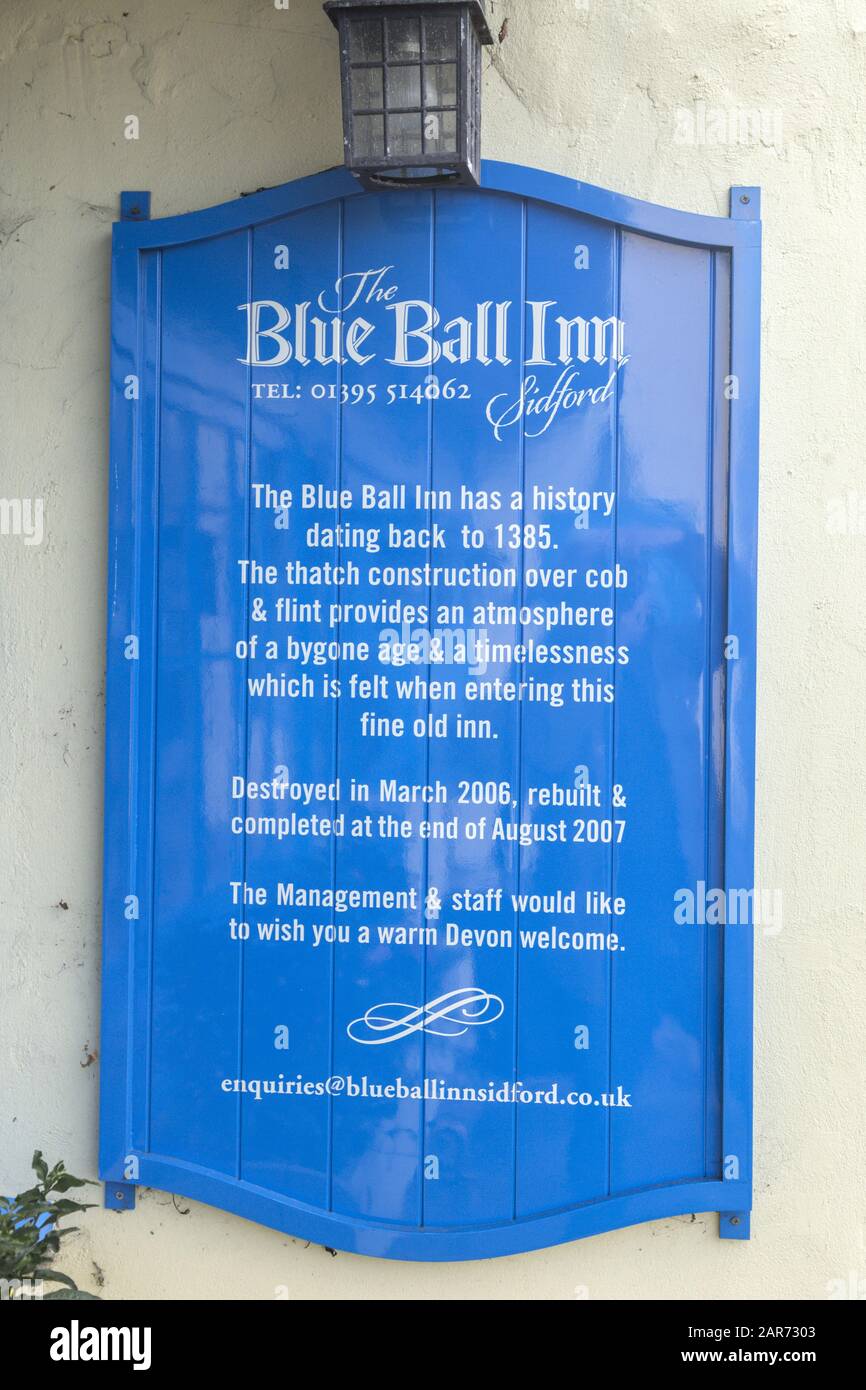 The
Blue Ball Inn
TEL: 01395 514062
Sidford
The Blue Ball Inn has a history
dating back to 1385.
The thatch construction over cob
& flint provides an atmosphere
of a bygone age & a timelessness
which is felt when entering this
fine old inn.
Destroyed in March 2006, rebuilt &
completed at the end of August 2007
The Management & staff would like
to wish you a warm Devon welcome.
enquiries@blueballinnsidford.co.uk
alamy
Image ID: 2AR7303
www.alamy.com